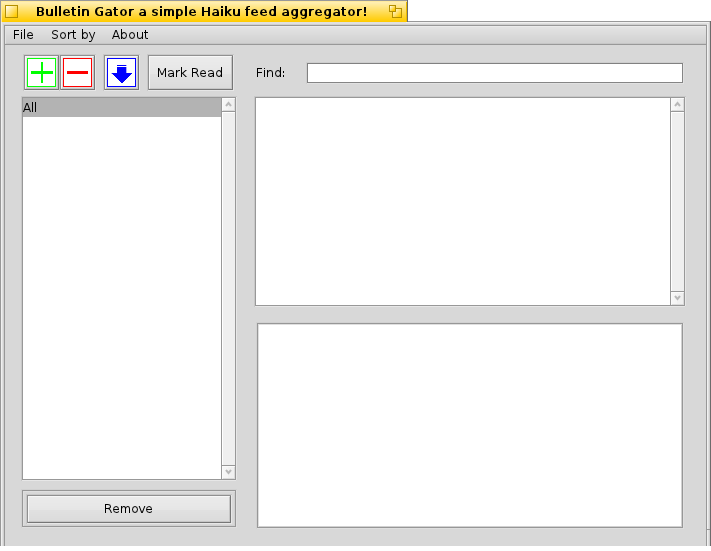 Bulletin Gator a simple Haiku feed aggregator!
File Sort by About
Mark Read Find:
All
Remove